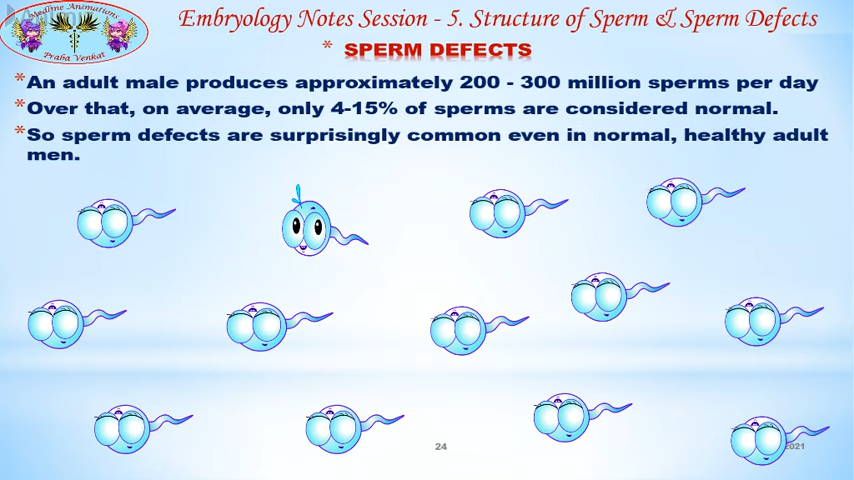 Medline Animations
Praba Venkat
Embryology Notes Session - 5. Structure of Sperm & Sperm Defects
* SPERM DEFECTS
*An adult male produces approximately 200 - 300 million sperms per day
*Over that, on average, only 4-15% of sperms are considered normal.
*So sperm defects are surprisingly common even in normal, healthy adult
men.
24
2021